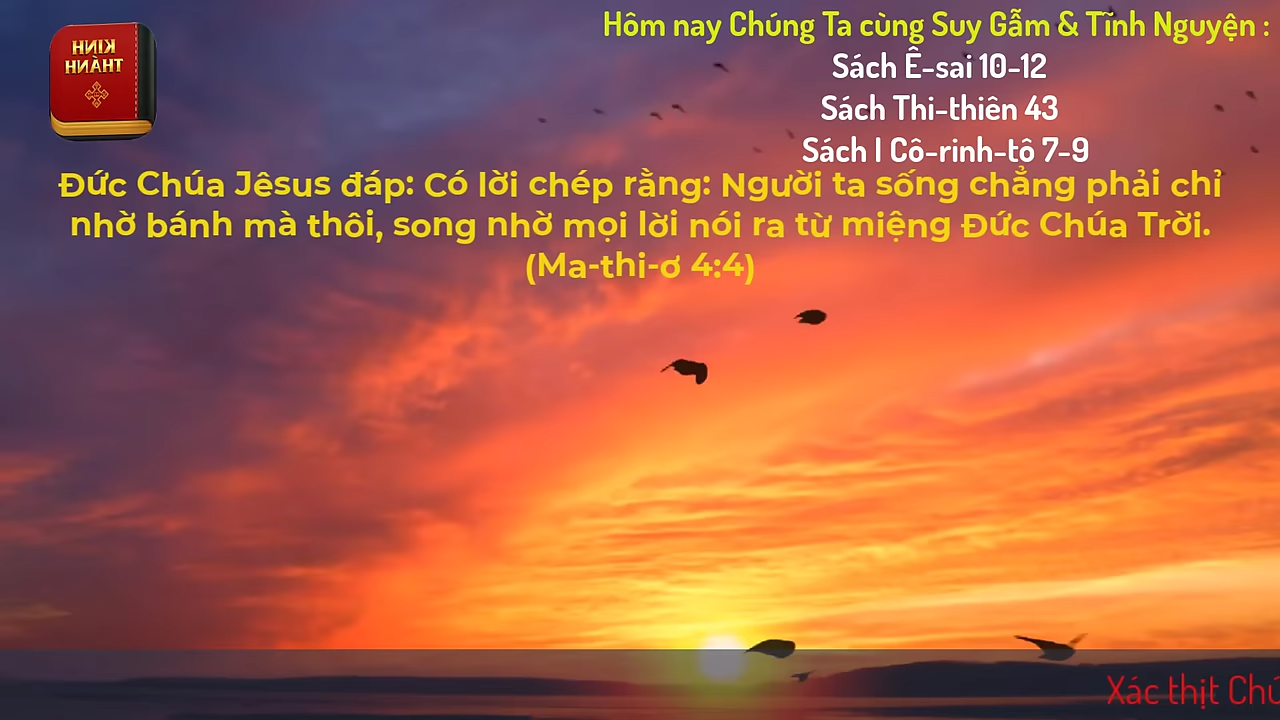 KINH
THÀNH
Hôm nay Chúng Ta cùng Suy Gẫm & Tĩnh Nguyện :
Sách Ê-sai 10-12
Sách Thi-thiên 43
Sách I Cô-rinh-tô 7-9
Đức Chúa Jêsus đáp: Có lời chép rằng: Người ta sống chẳng phải chỉ
nhờ bánh mà thôi, song nhờ mọi lời nói ra từ miệng Đức Chúa Trời.
(Ma-thi-ơ 4:4)
Xác thịt